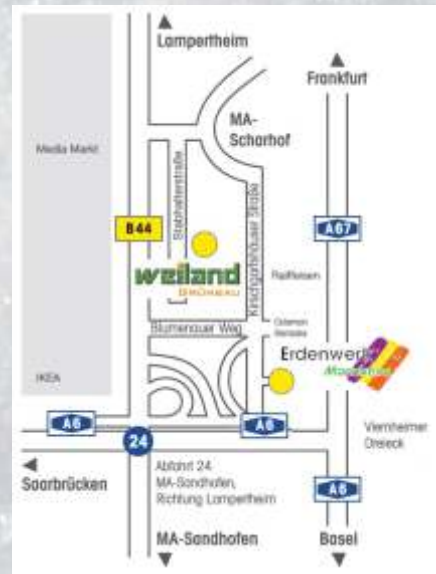 Lampertheim
Frankfurt
MA-
Scharhof
Media Markt
Stabhalterstraße
Kirschgartshäuser Straße
B44
A67
weiland
Raiffeisen
Blumenauer Weg
Erdenwerk
IKEA
A6
A6
24
Viernheimer
Dreieck
Saarbrücken
Abfahrt 24
MA-Sandhofen,
Richtung Lampertheim
A6
MA-Sandhofen
Basel